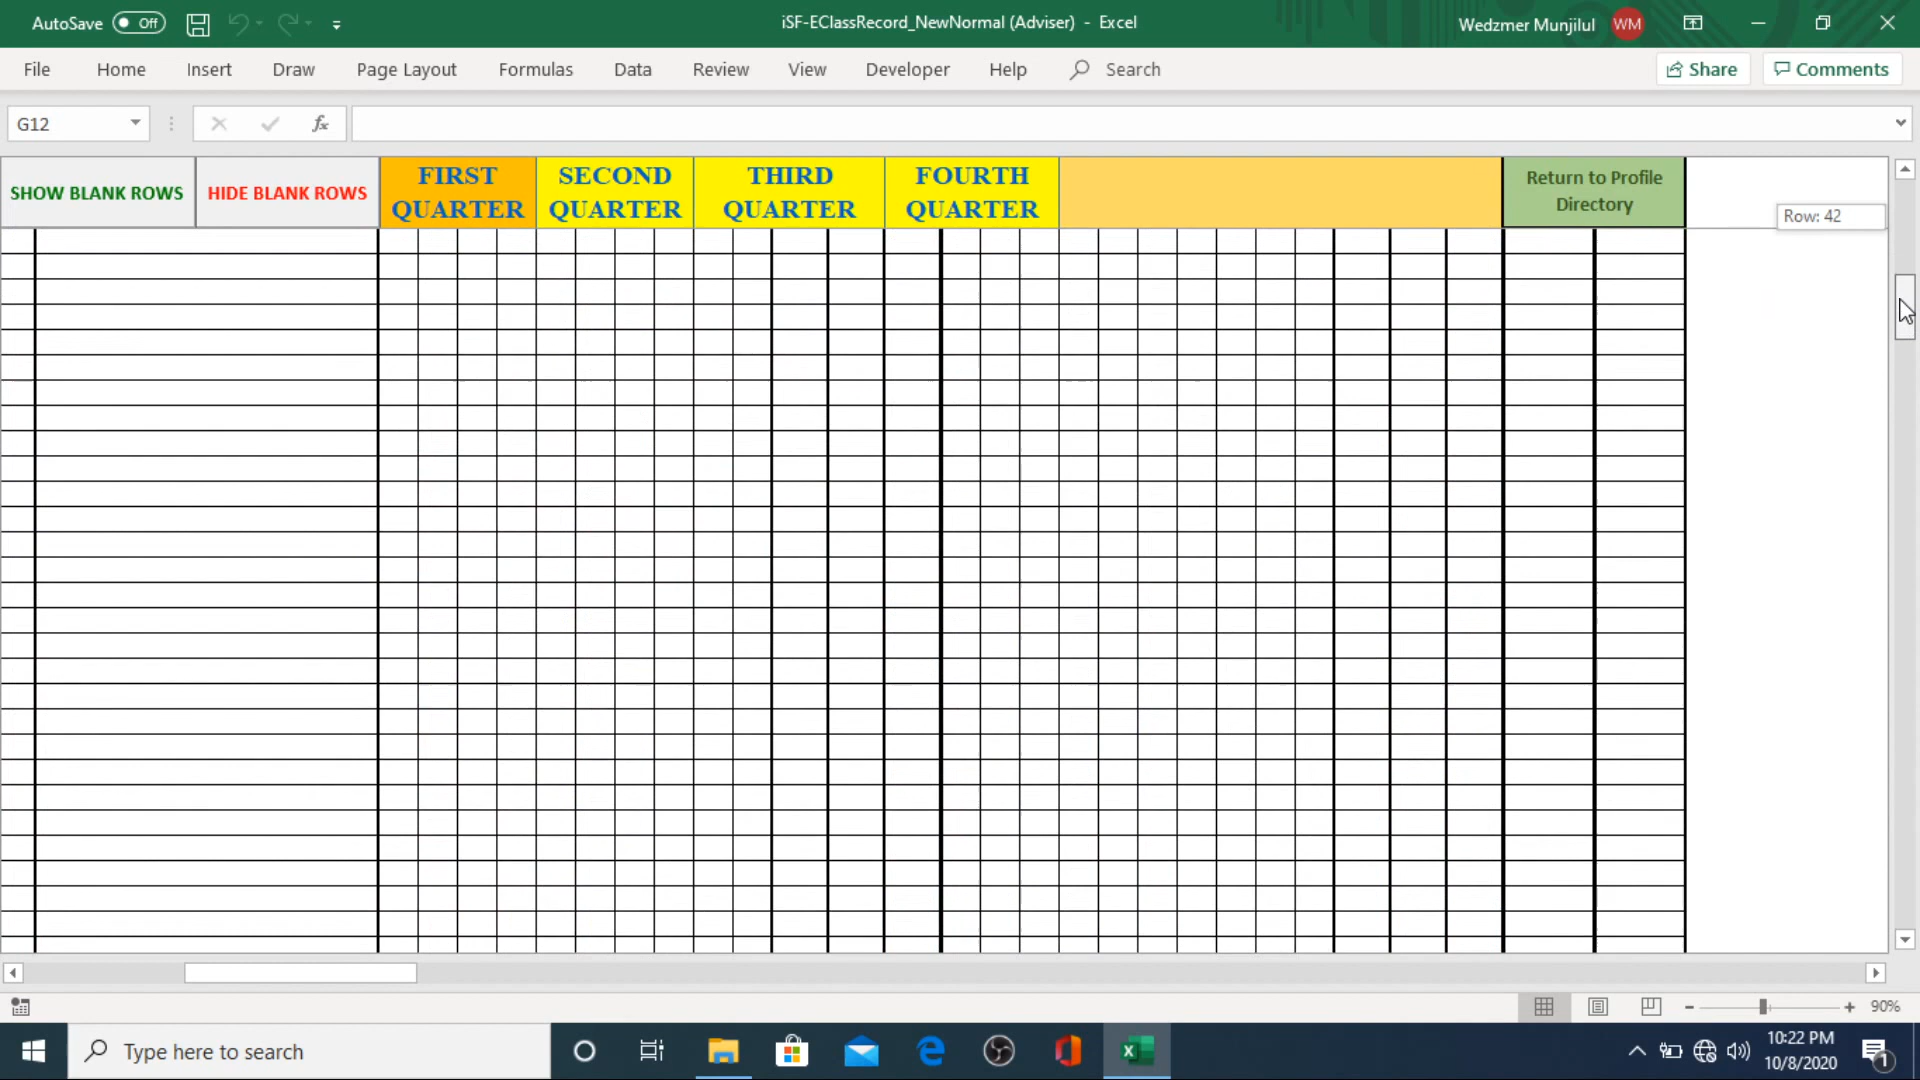 AutoSave Off iSF-EClassRecord_NewNormal (Adviser) - Excel Wedzmer Munjilul WM
File Home Insert Draw Page Layout Formulas Data Review View Developer Help Search Share Comments
G12 fx
SHOW BLANK ROWS HIDE BLANK ROWS
FIRST
QUARTER
SECOND
QUARTER
THIRD
QUARTER
FOURTH
QUARTER
Return to Profile
Directory
Row: 42
90%
Type here to search
10:22 PM
10/8/2020
1